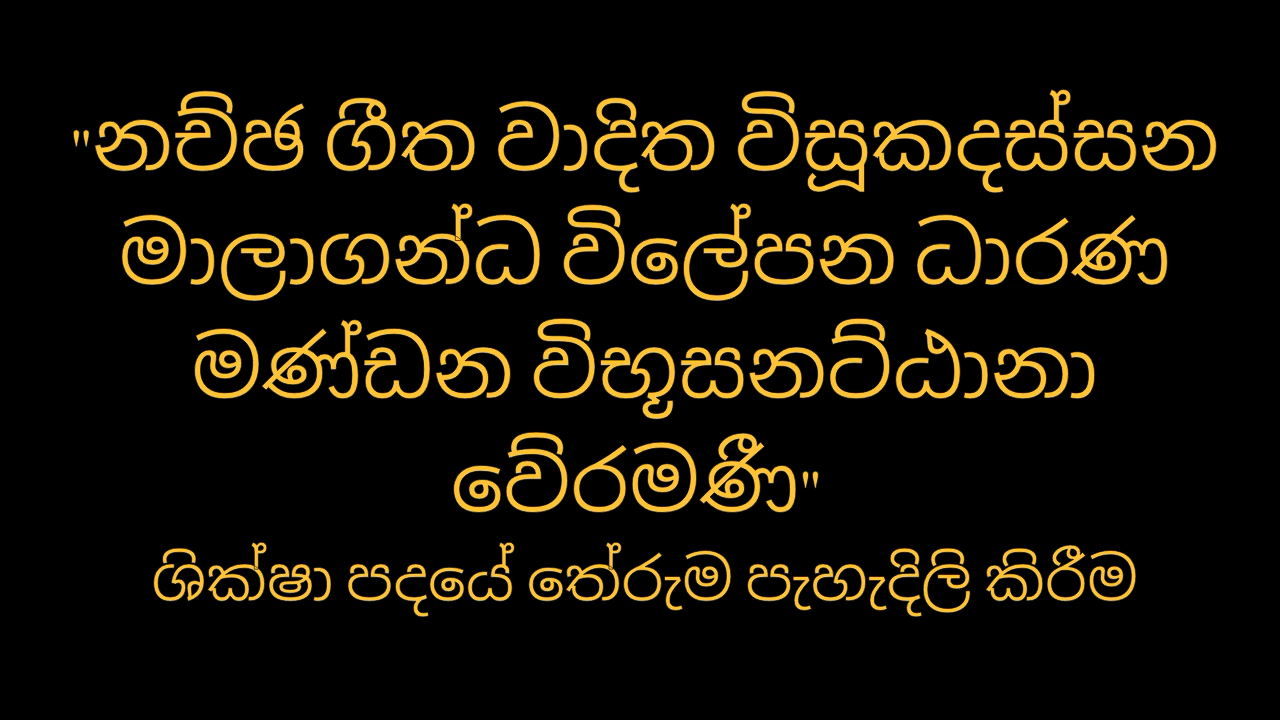 "නච්ඡ ගීත වාදිත විසූකදස්සන
මාලාගන්ධ විලේපන ධාරණ
මණ්ඩන විභූසනට්ඨානා
වේරමණී"
ශික්ෂා පදයේ තේරුම පැහැදිලි කිරීම